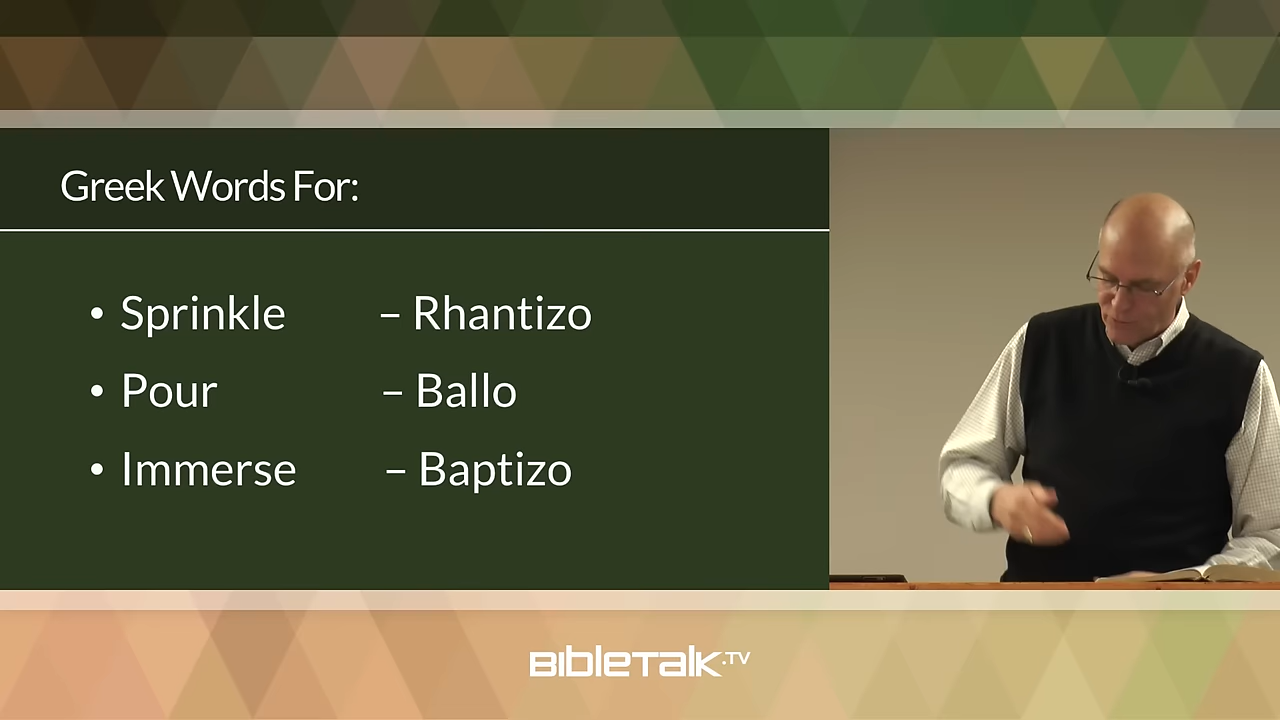 Greek Words For:
• Sprinkle – Rhantizo
• Pour – Ballo
• Immerse – Baptizo
BIBLETALK.TV